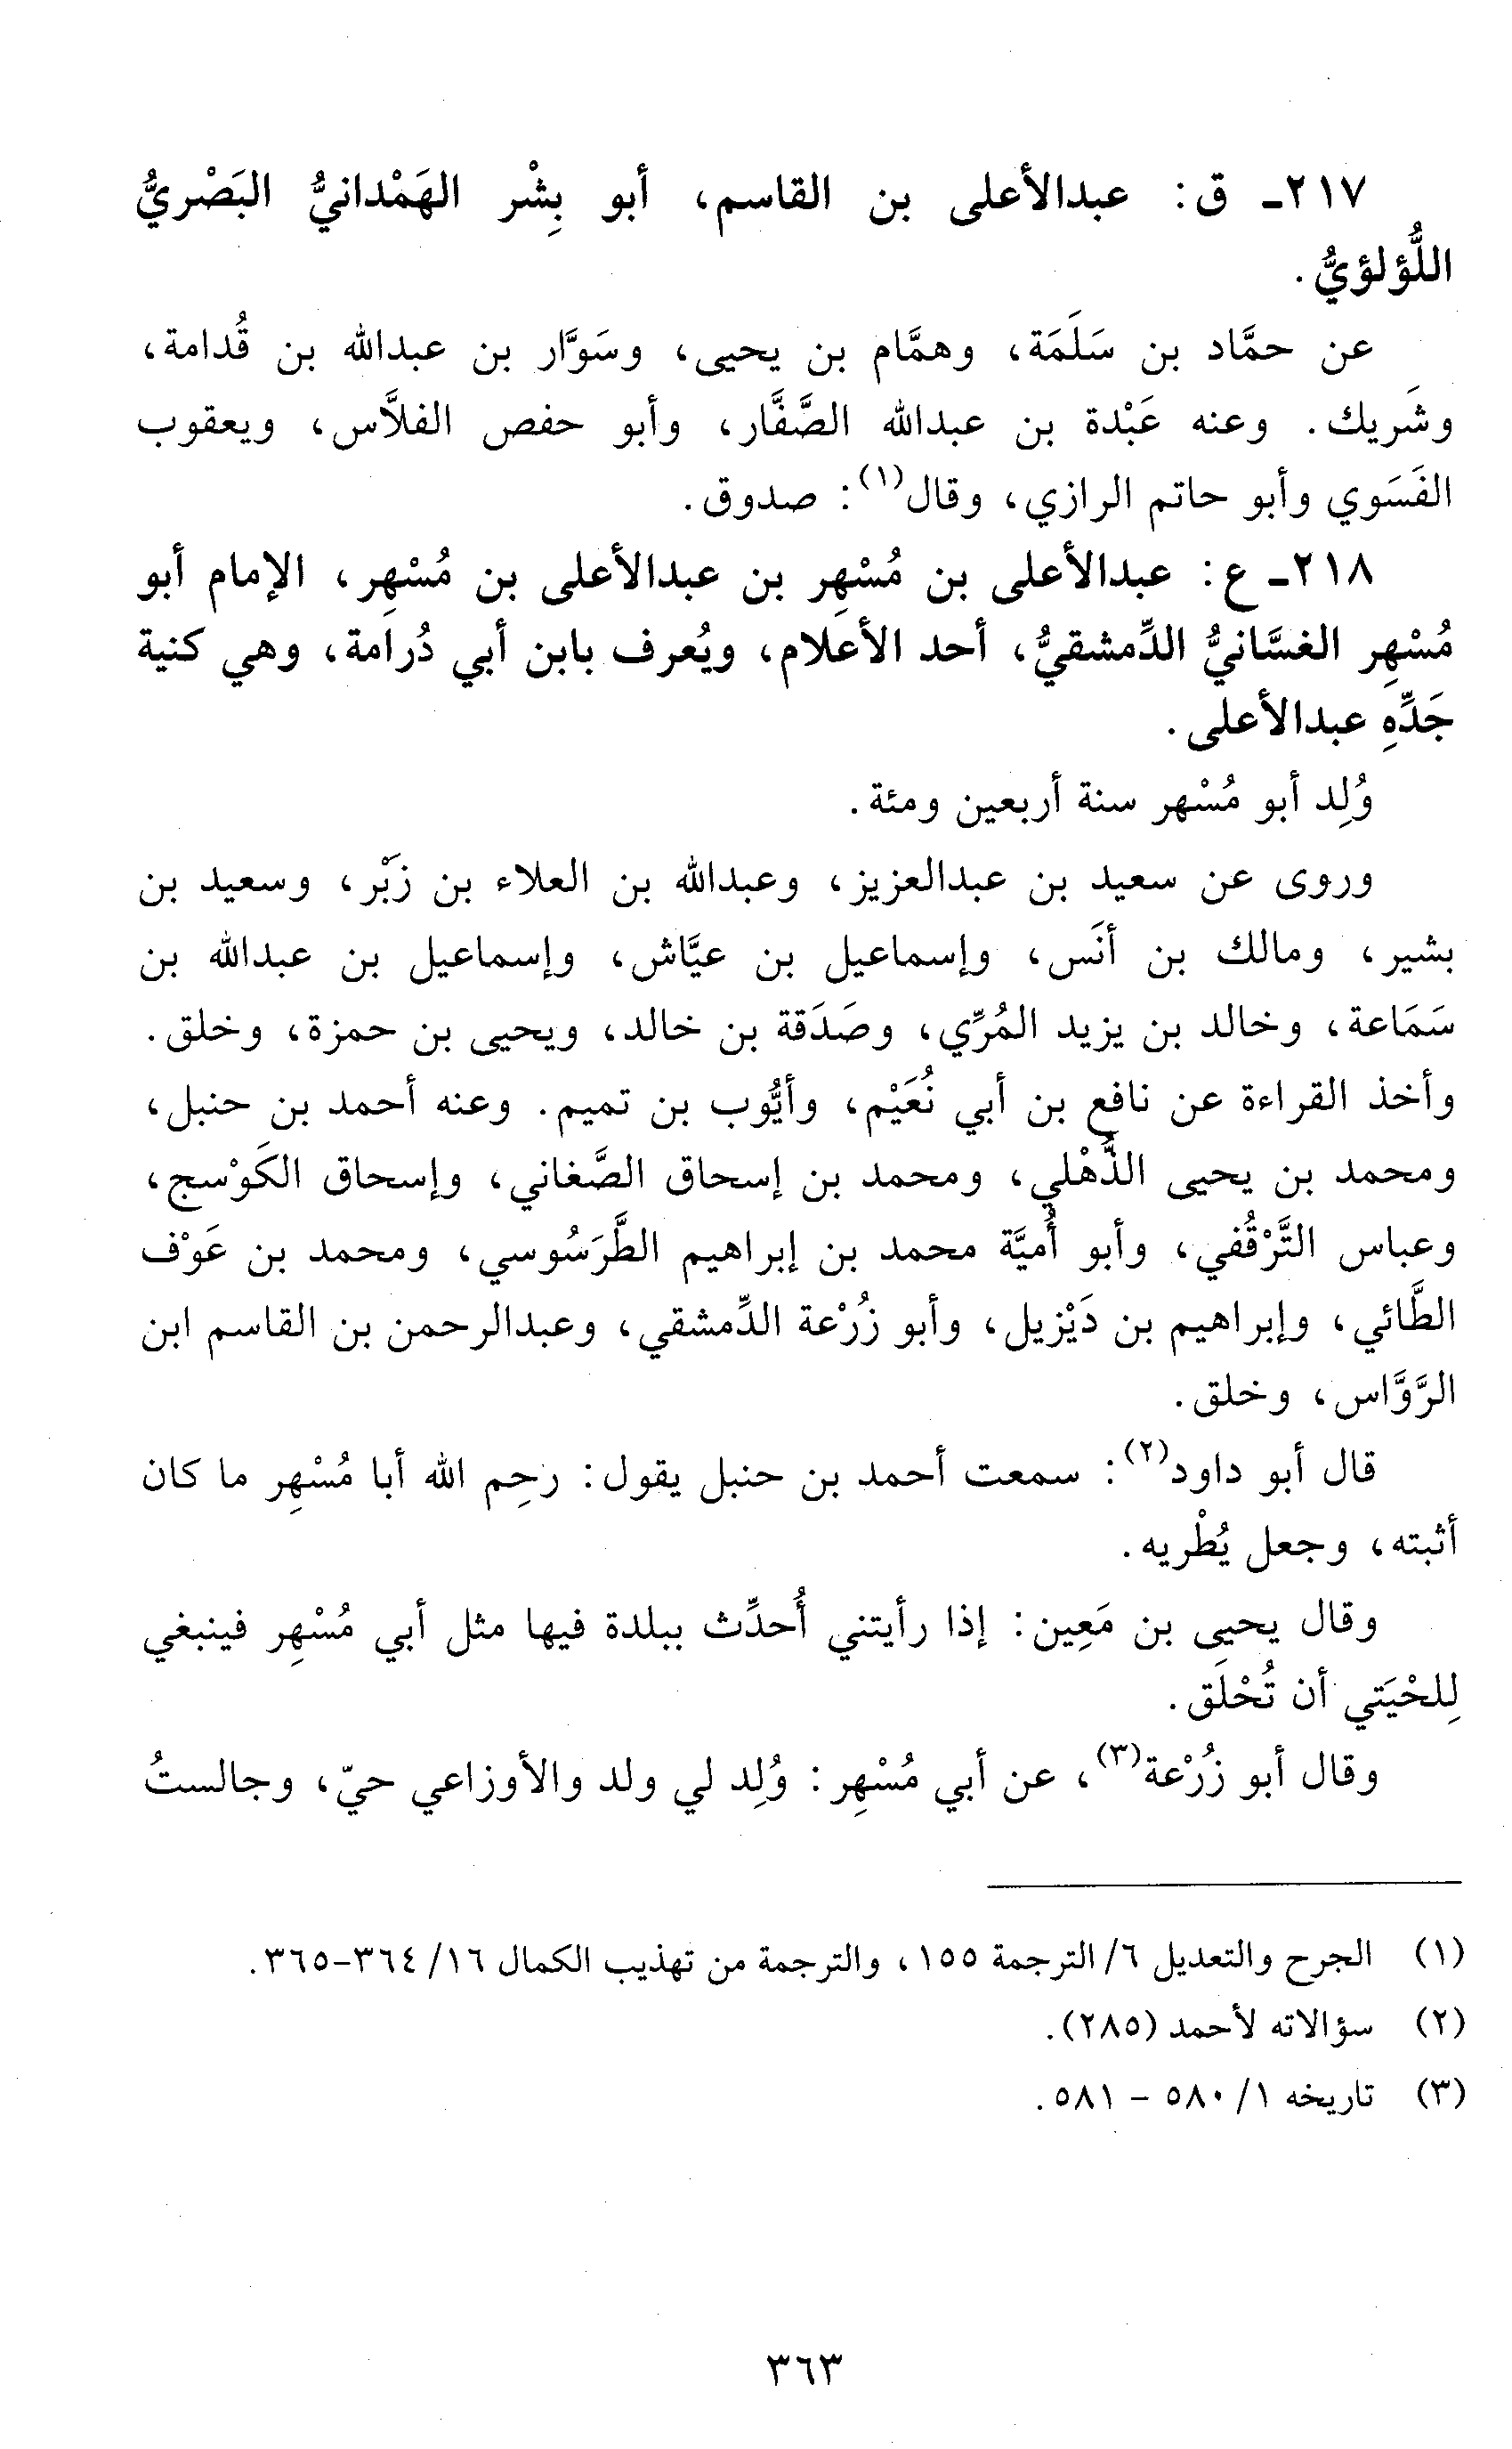 ٢١٧ـ ق: عبدالأعلى بن القاسم، أبو بِشْر الهَمْدانيُّ البَصْريُّ
اللُّؤلؤيُّ.
عن حمَّاد بن سَلَمَة، وهمَّام بن يحيى، وسَوَّار بن عبدالله بن قُدامة،
وشَريك. وعنه عَبْدة بن عبدالله الصَّفَّار، وأبو حفص الفلاَّس، ويعقوب
الفَسَوي وأبو حاتم الرازي، وقال(١): صدوق.
٢١٨ـ ع: عبدالأعلى بن مُسْهِر بن عبدالأعلى بن مُسْهِر، الإمام أبو
مُسْهِر الغسَّانيُّ الدِّمشقيُّ، أحد الأعلام، ويُعرف بابن أبي دُرامة، وهي كنية
جَدِّهِ عبدالأعلى.
وُلِد أبو مُسْهر سنة أربعين ومئة.
وروى عن سعيد بن عبدالعزيز، وعبدالله بن العلاء بن زَبْر، وسعيد بن
بشير، ومالك بن أنَس، وإسماعيل بن عيَّاش، وإسماعيل بن عبدالله بن
سَمَاعة، وخالد بن يزيد المُرِّي، وصَدَقة بن خالد، ويحيى بن حمزة، وخلق.
وأخذ القراءة عن نافع بن أبي نُعَيْم، وأيُّوب بن تميم. وعنه أحمد بن حنبل،
ومحمد بن يحيى الذُّهْلي، ومحمد بن إسحاق الصَّغاني، وإسحاق الكَوْسج،
وعباس التَّرْقُفي، وأبو أُميَّة محمد بن إبراهيم الطَّرَسُوسي، ومحمد بن عَوْف
الطَّائي، وإبراهيم بن دَيْزيل، وأبو زُرْعة الدِّمشقي، وعبدالرحمن بن القاسم ابن
الرَّوَّاس، وخلق.
قال أبو داود(٢): سمعت أحمد بن حنبل يقول: رَحِم الله أبا مُسْهِر ما كان
أثبته، وجعل يُطْريه.
وقال يحيى بن مَعِين: إذا رأيتني أُحدِّث ببلدة فيها مثل أبي مُسْهِر فينبغي
لِلحْيَتي أن تُحْلَق.
وقال أبو زُرْعة(٣)، عن أبي مُسْهِر: وُلِد لي ولد والأوزاعي حيّ، وجالستُ
(١) الجرح والتعديل ٦/ الترجمة ١٥٥، والترجمة من تهذيب الكمال ١٦/ ٣٦٤-٣٦٥.
(٢) سؤالاته لأحمد (٢٨٥).
(٣) تاريخه ١/ ٥٨٠ - ٥٨١.
٣٦٣